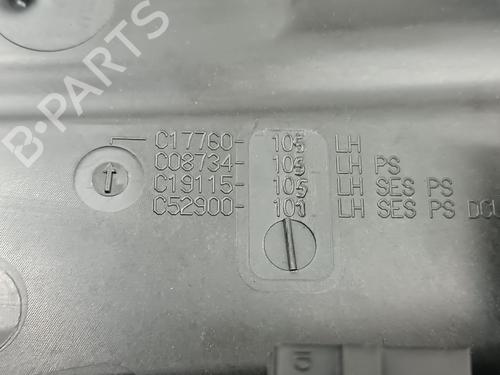 B-PARTS
C17760-105 LH
C08734-105 LH PS
C19115-105 LH SES PS
C52900-101 LH SES PS